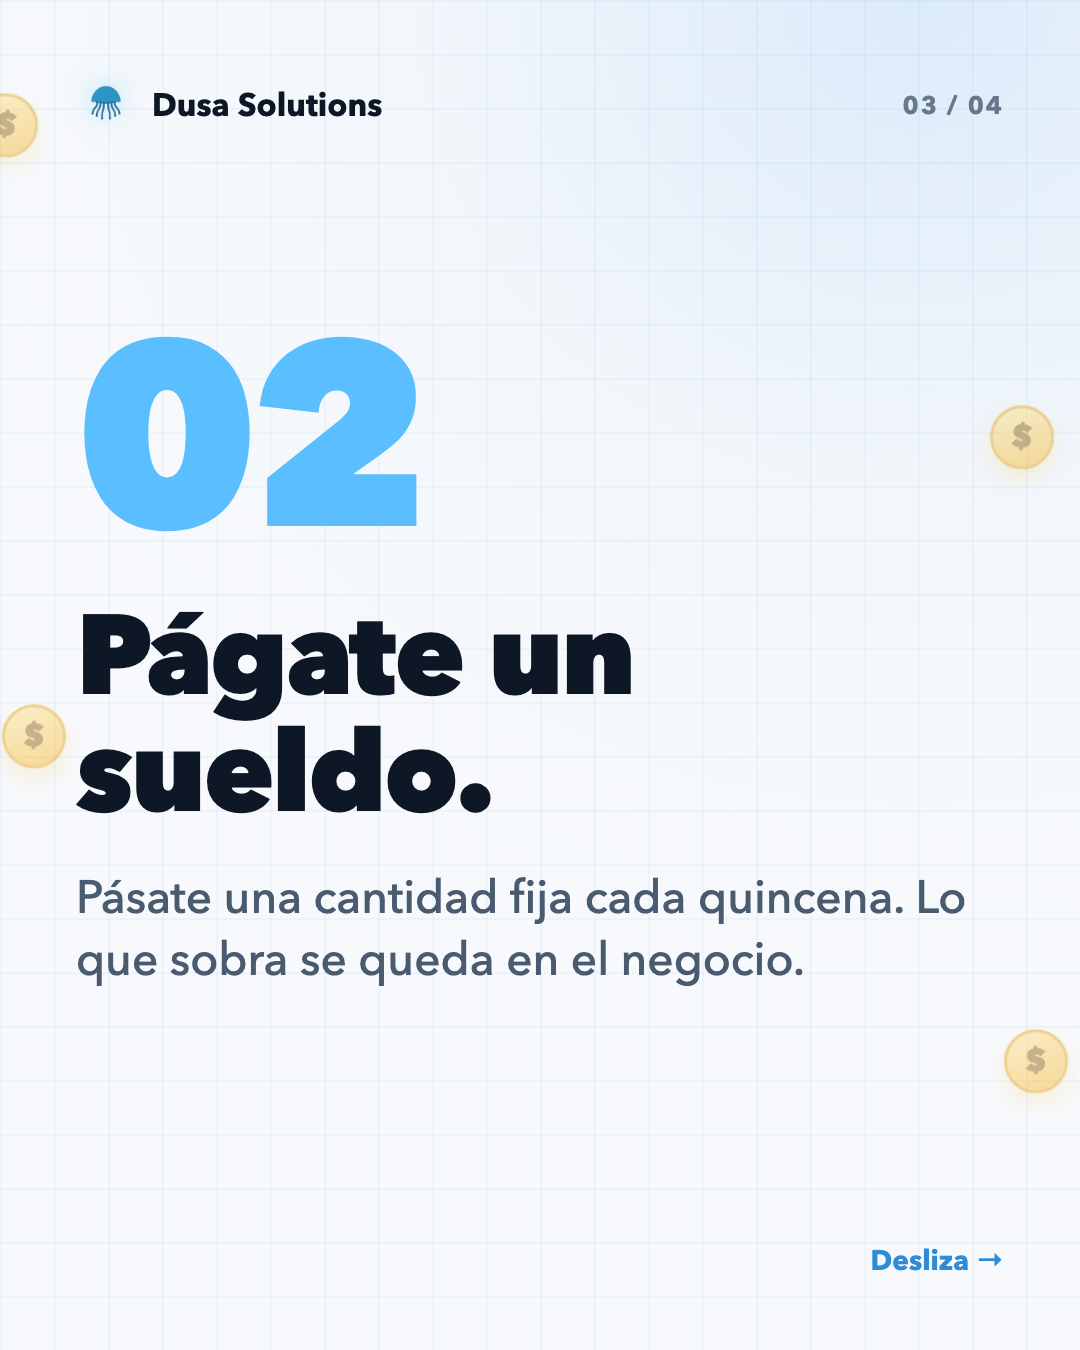 $
Dusa Solutions
03 / 04
02
$
Págate un
sueldo.
$
Pásate una cantidad fija cada quincena. Lo
que sobra se queda en el negocio.
$
Desliza →